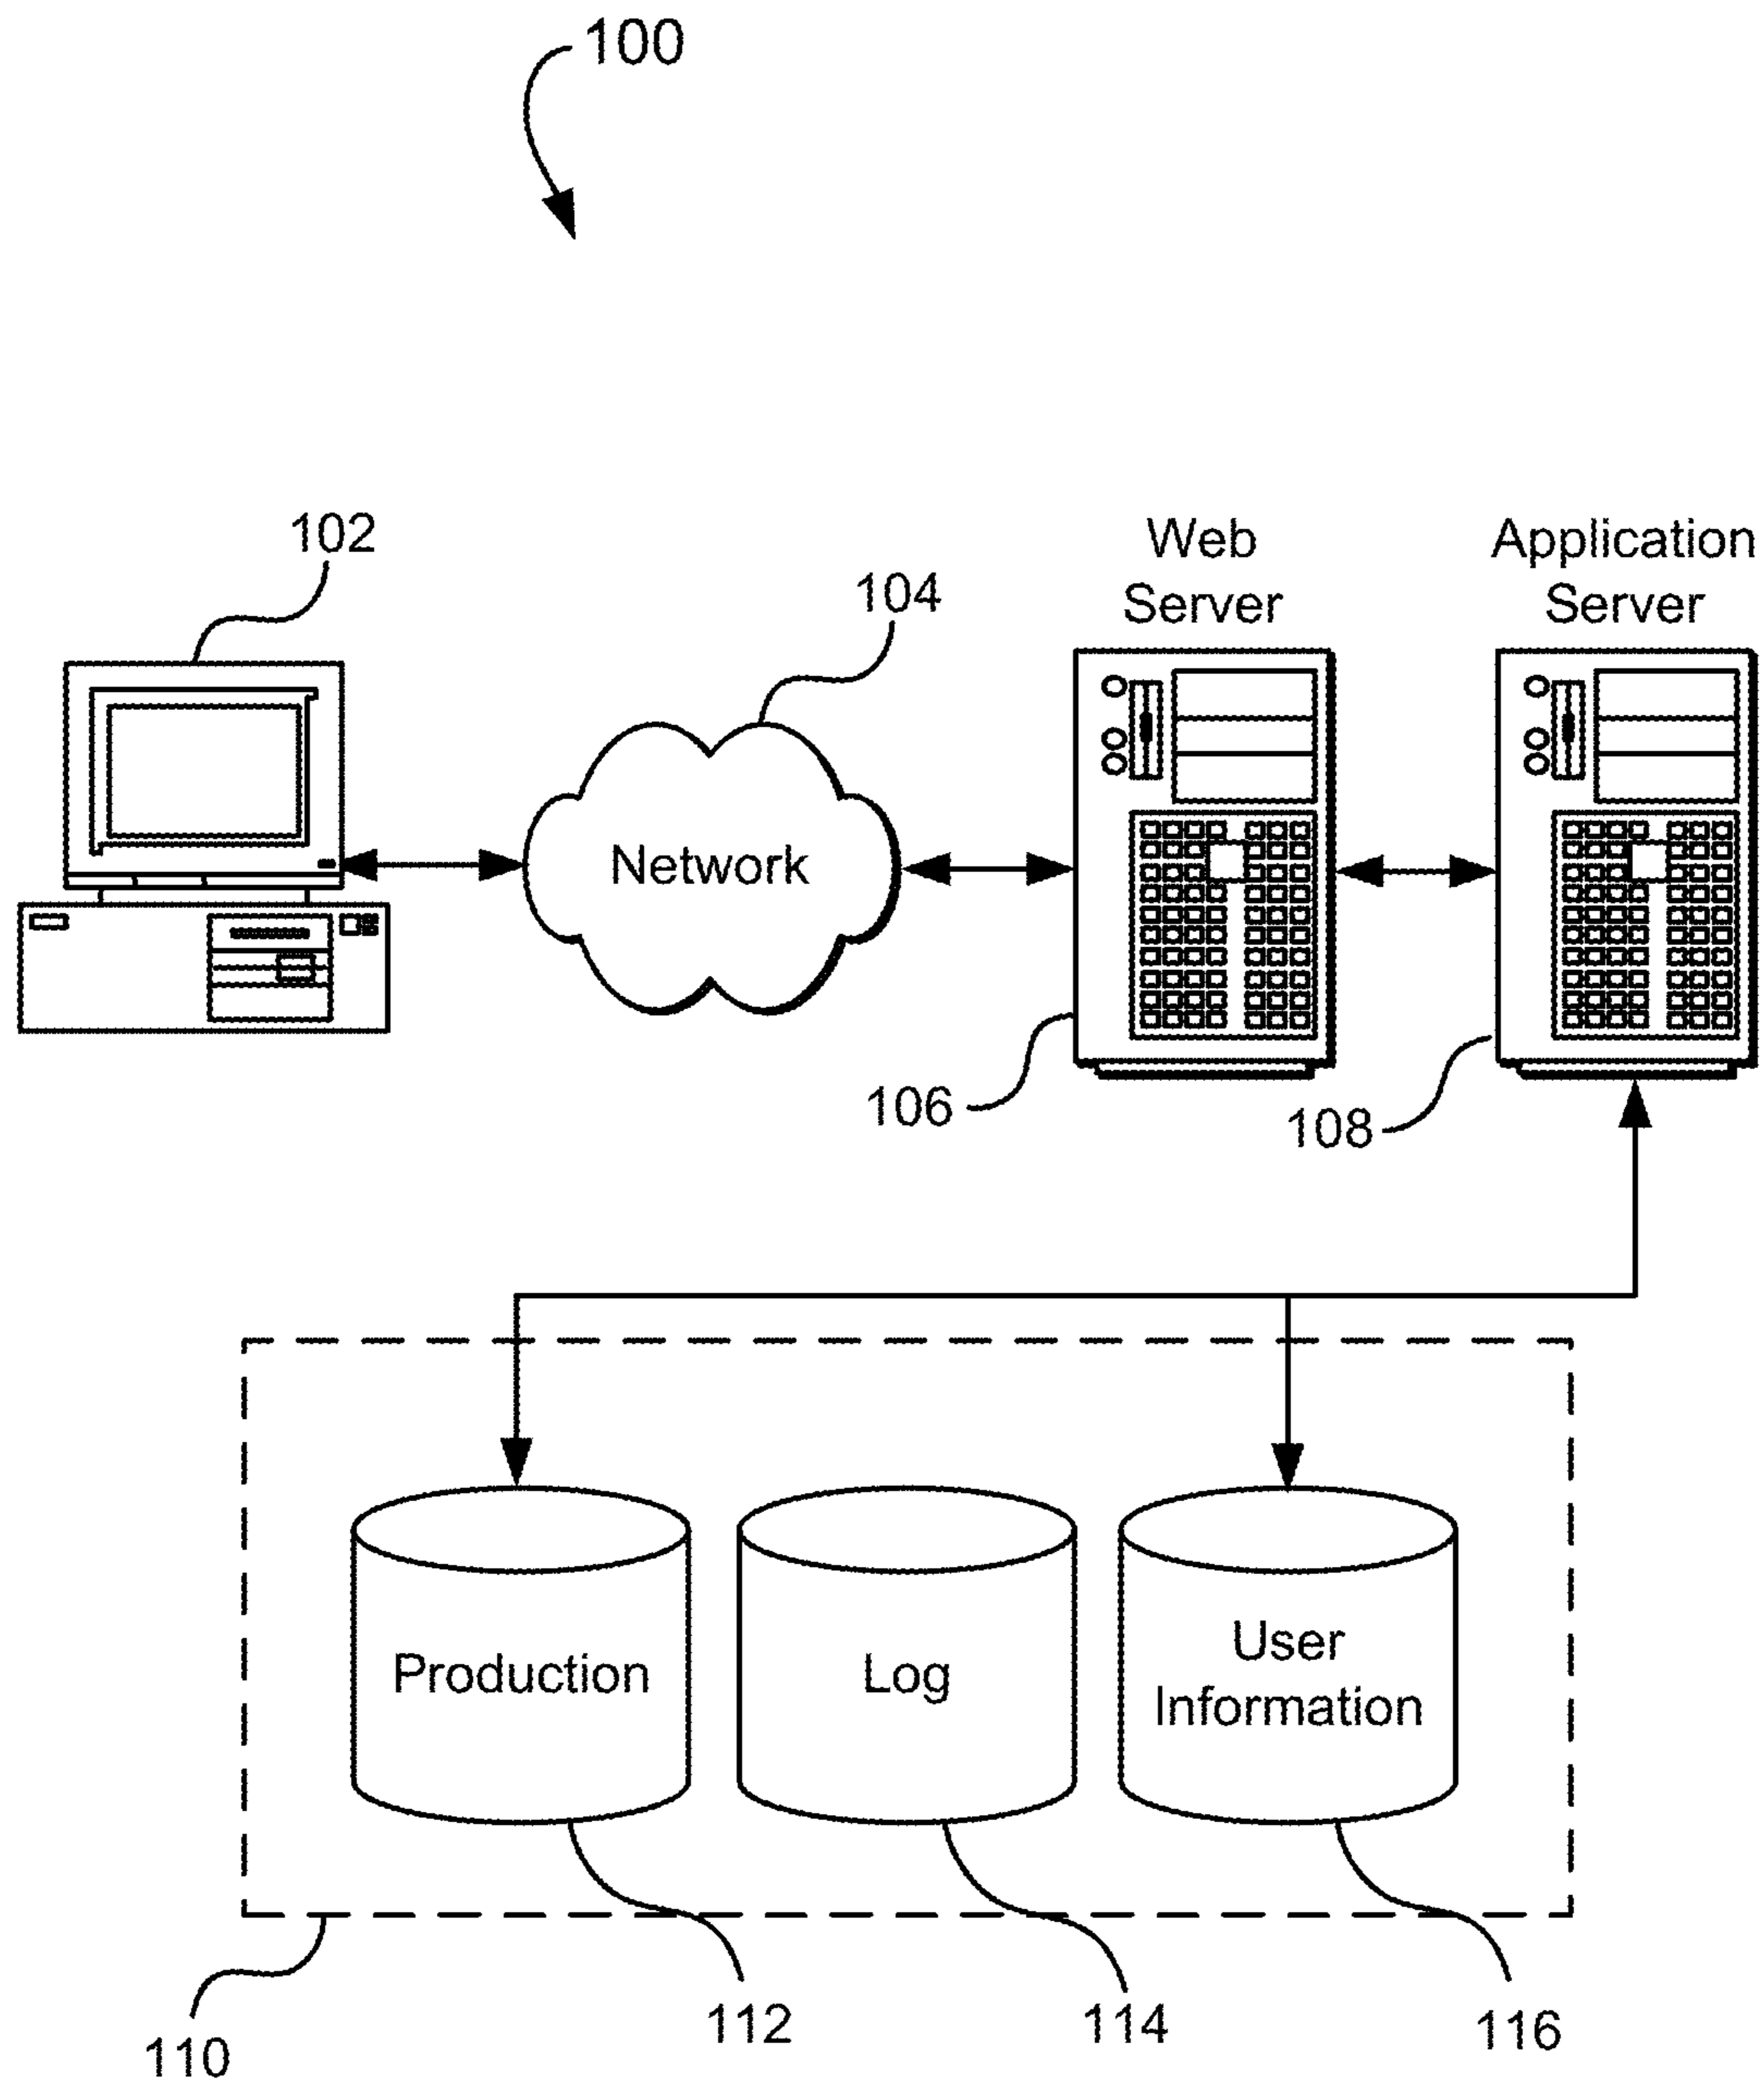 100
102
104
Web
Server
Application
Server
Network
106
108
Production
Log
User
Information
110
112
114
116